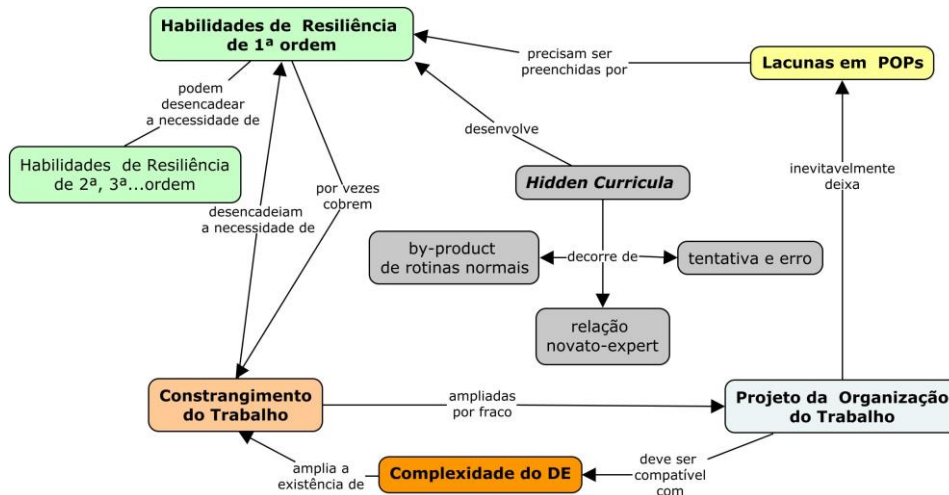 Habilidades de Resiliência
de 1ª ordem
precisam ser
preenchidas por
Lacunas em POPs
podem
desencadear
a necessidade de
desenvolve
Habilidades de Resiliência
de 2ª, 3ª...ordem
por vezes
cobrem
desencadeiam
a necessidade de
Hidden Curricula
inevitavelmente
deixa
by-product
de rotinas normais
decorre de
tentativa e erro
relação
novato-expert
Constrangimento
do Trabalho
ampliadas
por fraco
Projeto da Organização
do Trabalho
amplia a
existência de
Complexidade do DE
deve ser
compatível
com